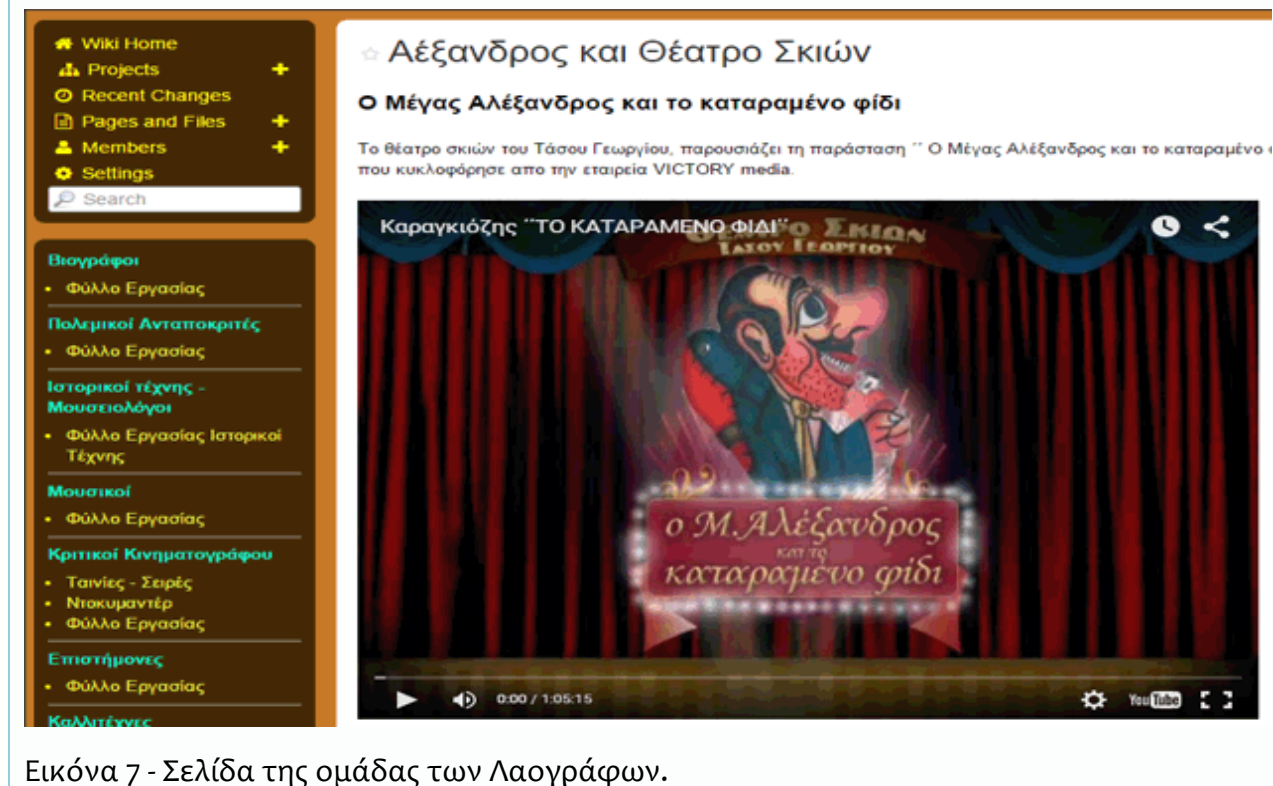 Wiki Home
Projects
Recent Changes
Pages and Files
Members
Settings
Search
Βιογράφοι
Φύλλο Εργασίας
Πολεμικοί Ανταποκριτές
Φύλλο Εργασίας
Ιστορικοί τέχνης -
Μουσειολόγοι
Φύλλο Εργασίας Ιστορικοί
Τέχνης
Μουσικοί
Φύλλο Εργασίας
Κριτικοί Κινηματογράφου
Ταινίες - Σειρές
Ντοκυμαντέρ
Φύλλο Εργασίας
Επιστήμονες
Φύλλο Εργασίας
Καλλιτέχνες
Αέξανδρος και Θέατρο Σκιών
Ο Μέγας Αλέξανδρος και το καταραμένο φίδι
Το θέατρο σκιών του Τάσου Γεωργίου, παρουσιάζει τη παράσταση ΄΄ Ο Μέγας Αλέξανδρος και το καταραμένο
που κυκλοφόρησε απο την εταιρεία VICTORY media.
Καραγκιόζης ¨ΤΟ ΚΑΤΑΡΑΜΕΝΟ ΦΙΔΙ¨
ΘΕΑΤΡΟ ΣΚΙΩΝ
ΤΑΣΟΥ ΓΕΩΡΓΙΟΥ
ο Μ.Αλέξανδρος
και το
καταραμένο φίδι
0:00 / 1:05:15
YouTube
Εικόνα 7 - Σελίδα της ομάδας των Λαογράφων.